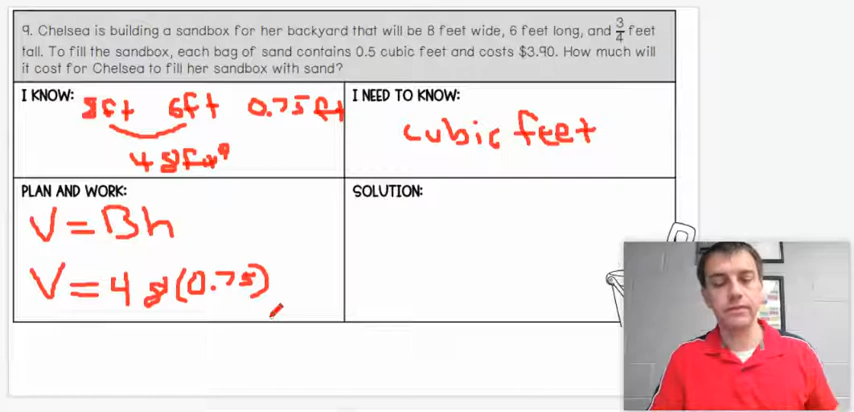 9. Chelsea is building a sandbox for her backyard that will be 8 feet wide, 6 feet long, and 3/4 feet
tall. To fill the sandbox, each bag of sand contains 0.5 cubic feet and costs $3.90. How much will
it cost for Chelsea to fill her sandbox with sand?
I KNOW:
8ft 6ft 0.75ft
48ft²
I NEED TO KNOW:
cubic feet
PLAN AND WORK:
V=Bh
V=48(0.75)
SOLUTION: